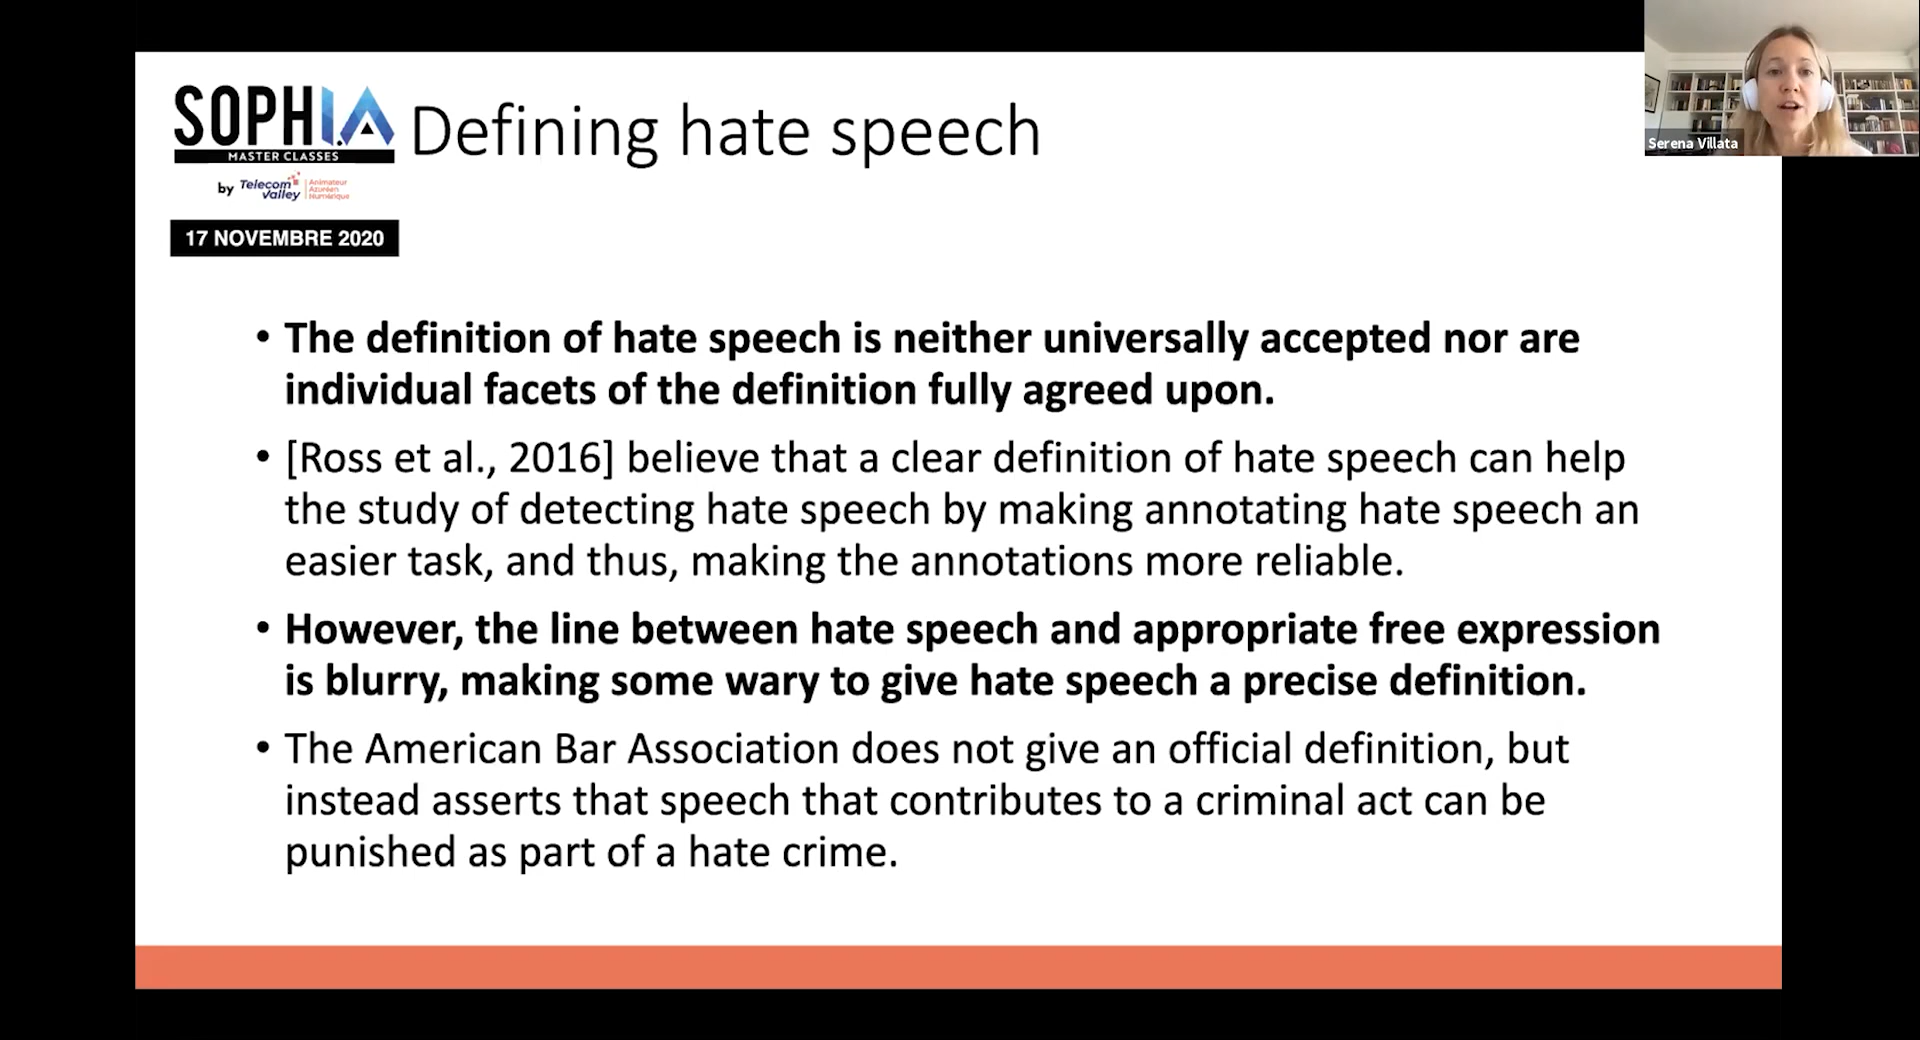 SOPHI.A
MASTER CLASSES
by Telecom Valley
Animateur
Azuréen
Numérique
17 NOVEMBRE 2020
Defining hate speech
Serena Villata
• The definition of hate speech is neither universally accepted nor are
individual facets of the definition fully agreed upon.
• [Ross et al., 2016] believe that a clear definition of hate speech can help
the study of detecting hate speech by making annotating hate speech an
easier task, and thus, making the annotations more reliable.
• However, the line between hate speech and appropriate free expression
is blurry, making some wary to give hate speech a precise definition.
• The American Bar Association does not give an official definition, but
instead asserts that speech that contributes to a criminal act can be
punished as part of a hate crime.